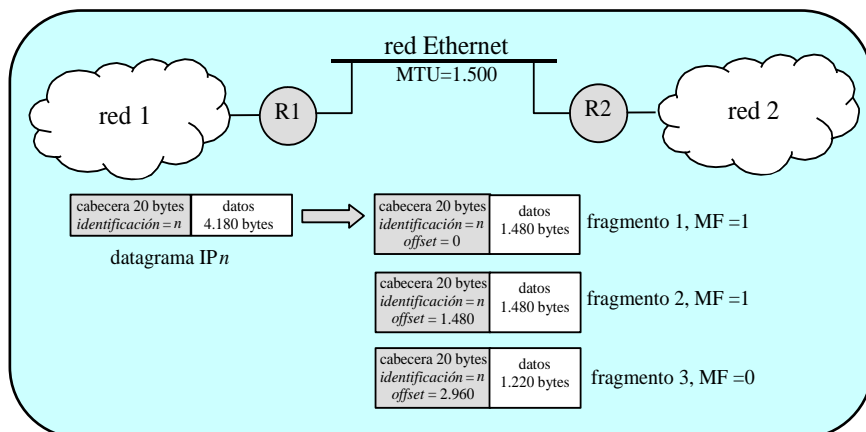 red Ethernet
MTU=1.500
red 1
R1
R2
red 2
cabecera 20 bytes
identificación = n
datos
4.180 bytes
datagrama IP n
cabecera 20 bytes
identificación = n
offset = 0
datos
1.480 bytes
fragmento 1, MF =1
cabecera 20 bytes
identificación = n
offset = 1.480
datos
1.480 bytes
fragmento 2, MF =1
cabecera 20 bytes
identificación = n
offset = 2.960
datos
1.220 bytes
fragmento 3, MF =0